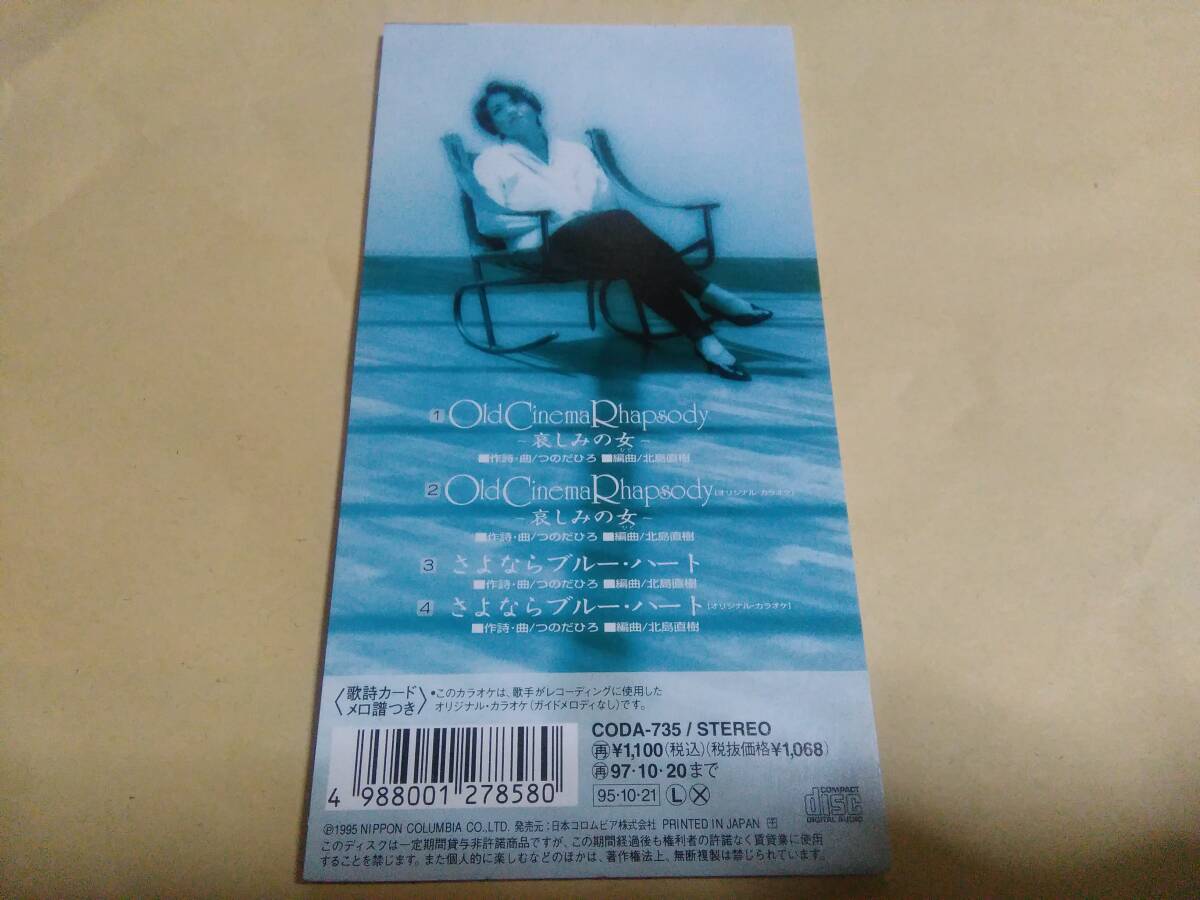 1 Old Cinema Rhapsody
~哀しみの女~
ひと
■作詩・曲/つのだひろ ■編曲/北島直樹
2 Old Cinema Rhapsody [オリジナル・カラオケ]
~哀しみの女~
ひと
■作詩・曲/つのだひろ ■編曲/北島直樹
3 さよならブルー・ハート
■作詩・曲/つのだひろ ■編曲/北島直樹
4 さよならブルー・ハート [オリジナル・カラオケ]
■作詩・曲/つのだひろ ■編曲/北島直樹
〈歌詩カード メロ譜つき〉
•このカラオケは、歌手がレコーディングに使用した
オリジナル・カラオケ(ガイドメロディなし)です。
CODA-735 / STEREO
再 ¥1,100(税込)(税抜価格¥1,068)
再 97・10・20まで
95・10・21 L X
4 988001 278580
COMPACT
disc
DIGITAL AUDIO
℗1995 NIPPON COLUMBIA CO.,LTD. 発売元:日本コロムビア株式会社 PRINTED IN JAPAN
このディスクは一定期間貸与非許諾商品ですが、この期間経過後も権利者の許諾なく賃貸業に使用
することを禁じます。また個人的に楽しむなどのほかは、著作権法上、無断複製は禁じられています。